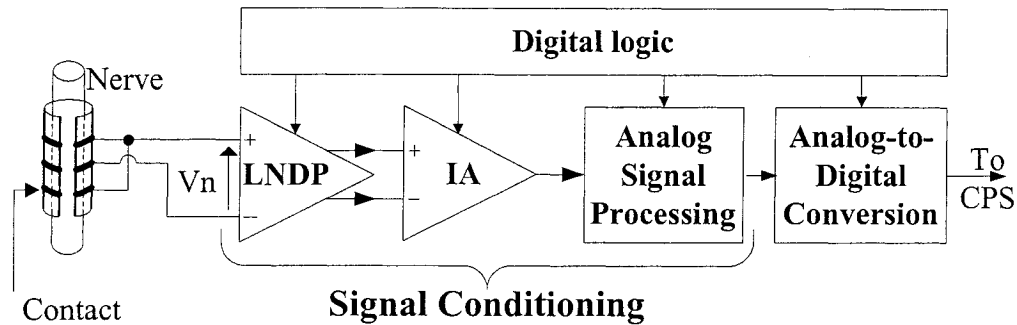 Digital logic
Nerve
+
Vn
−
LNDP
+
−
IA
Analog
Signal
Processing
Analog-to-
Digital
Conversion
To
CPS
Contact
Signal Conditioning